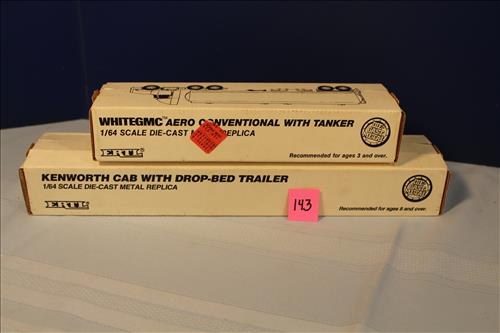 WHITEGMC™ AERO CONVENTIONAL WITH TANKER
1/64 SCALE DIE-CAST METAL REPLICA
ERTL
Recommended for ages 3 and over.
KENWORTH CAB WITH DROP-BED TRAILER
1/64 SCALE DIE-CAST METAL REPLICA
ERTL
143
Recommended for ages 8 and over.